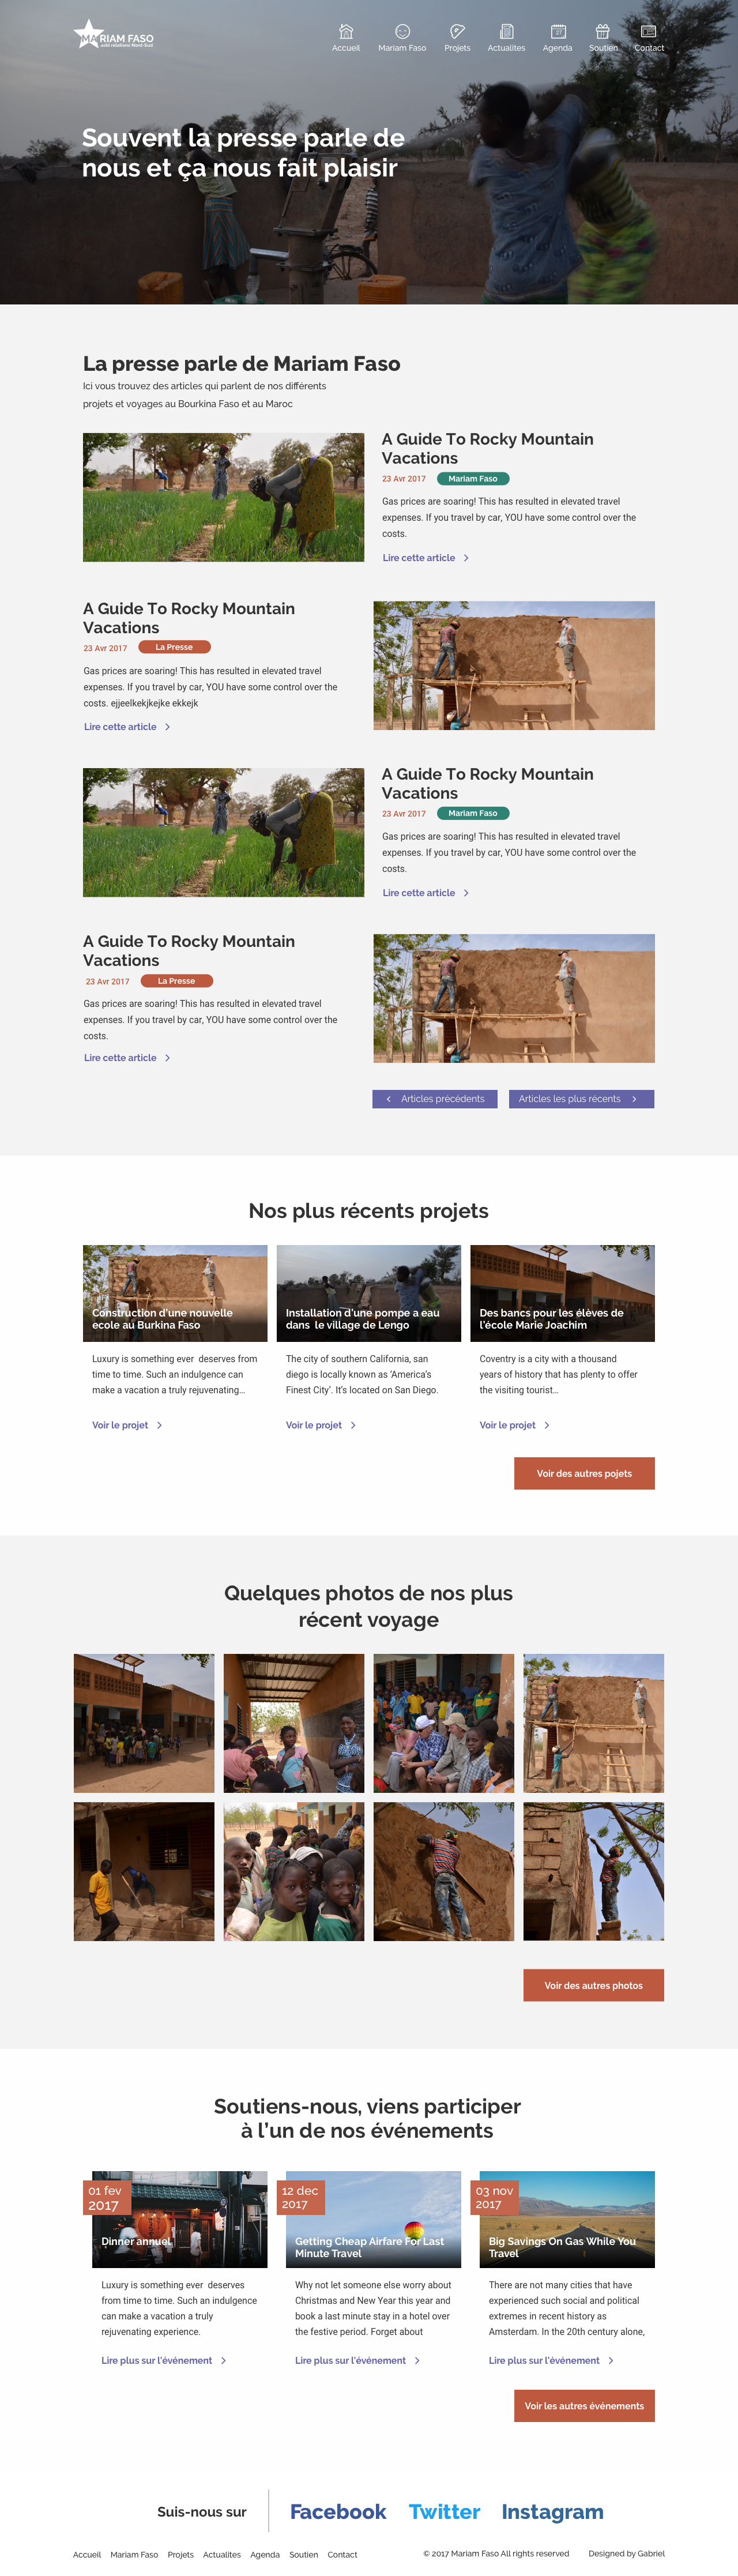 MARIAM FASO
asbl relations Nord-Sud
Accueil
Mariam Faso
Projets
Actualites
Agenda
Soutien
Contact
Souvent la presse parle de
nous et ça nous fait plaisir
La presse parle de Mariam Faso
Ici vous trouvez des articles qui parlent de nos différents
projets et voyages au Bourkina Faso et au Maroc
A Guide To Rocky Mountain
Vacations
23 Avr 2017
Mariam Faso
Gas prices are soaring! This has resulted in elevated travel
expenses. If you travel by car, YOU have some control over the
costs.
Lire cette article
A Guide To Rocky Mountain
Vacations
23 Avr 2017
La Presse
Gas prices are soaring! This has resulted in elevated travel
expenses. If you travel by car, YOU have some control over the
costs. ejjeelkekjkejke ekkejk
Lire cette article
A Guide To Rocky Mountain
Vacations
23 Avr 2017
Mariam Faso
Gas prices are soaring! This has resulted in elevated travel
expenses. If you travel by car, YOU have some control over the
costs.
Lire cette article
A Guide To Rocky Mountain
Vacations
23 Avr 2017
La Presse
Gas prices are soaring! This has resulted in elevated travel
expenses. If you travel by car, YOU have some control over the
costs.
Lire cette article
Articles précédents
Articles les plus récents
Nos plus récents projets
Construction d'une nouvelle
ecole au Burkina Faso
Luxury is something ever deserves from
time to time. Such an indulgence can
make a vacation a truly rejuvenating...
Voir le projet
Installation d'une pompe a eau
dans le village de Lengo
The city of southern California, san
diego is locally known as 'America's
Finest City'. It's located on San Diego.
Voir le projet
Des bancs pour les élèves de
l'école Marie Joachim
Coventry is a city with a thousand
years of history that has plenty to offer
the visiting tourist...
Voir le projet
Voir des autres pojets
Quelques photos de nos plus
récent voyage
Voir des autres photos
Soutiens-nous, viens participer
à l'un de nos événements
01 fev
2017
Dinner annuel
Luxury is something ever deserves
from time to time. Such an indulgence
can make a vacation a truly
rejuvenating experience.
Lire plus sur l'événement
12 dec
2017
Getting Cheap Airfare For Last
Minute Travel
Why not let someone else worry about
Christmas and New Year this year and
book a last minute stay in a hotel over
the festive period. Forget about
Lire plus sur l'événement
03 nov
2017
Big Savings On Gas While You
Travel
There are not many cities that have
experienced such social and political
extremes in recent history as
Amsterdam. In the 20th century alone,
Lire plus sur l'événement
Voir les autres événements
Suis-nous sur
Facebook
Twitter
Instagram
Accueil
Mariam Faso
Projets
Actualites
Agenda
Soutien
Contact
© 2017 Mariam Faso All rights reserved
Designed by Gabriel